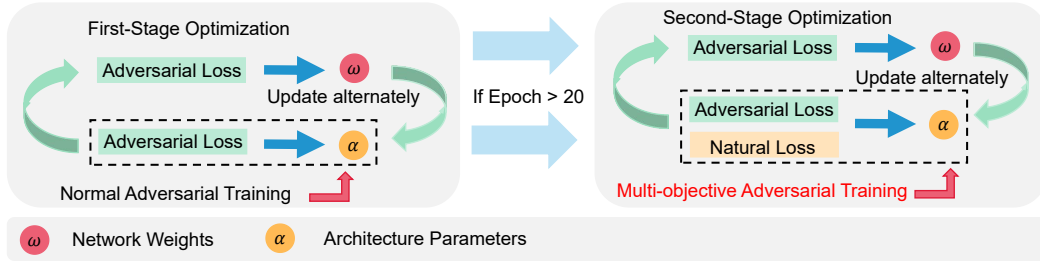 First-Stage Optimization
Adversarial Loss
ω
Update alternately
Adversarial Loss
α
Normal Adversarial Training
If Epoch > 20
Second-Stage Optimization
Adversarial Loss
ω
Update alternately
Adversarial Loss
Natural Loss
α
Multi-objective Adversarial Training
ω Network Weights
α Architecture Parameters